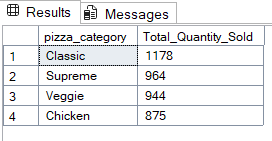 Results Messages
pizza_category Total_Quantity_Sold
1 Classic 1178
2 Supreme 964
3 Veggie 944
4 Chicken 875